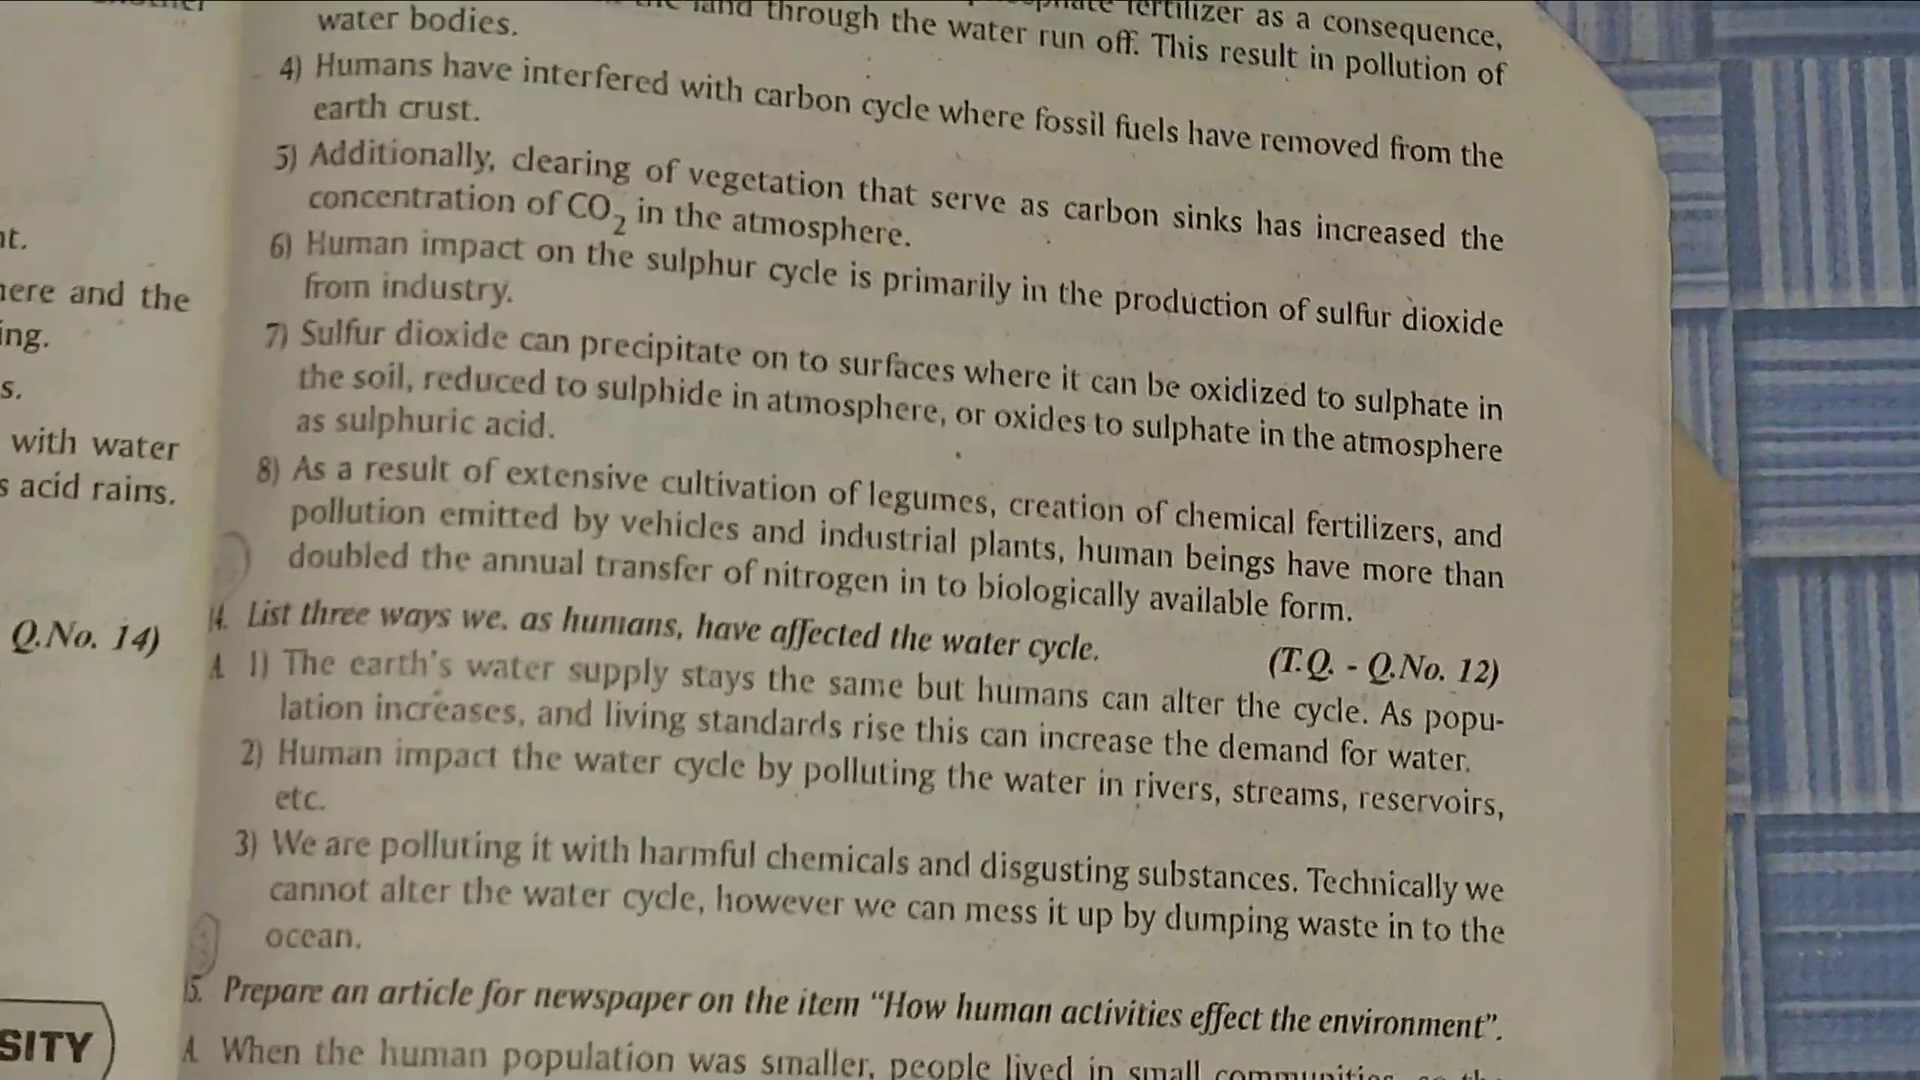 nt.
here and the
ing.
s.
with water
s acid rains.
Q.No. 14)
SITY
phate fertilizer as a consequence,
the land through the water run off. This result in pollution of
water bodies.
4) Humans have interfered with carbon cycle where fossil fuels have removed from the
earth crust.
5) Additionally, clearing of vegetation that serve as carbon sinks has increased the
concentration of CO₂ in the atmosphere.
6) Human impact on the sulphur cycle is primarily in the production of sulfur dioxide
from industry.
7) Sulfur dioxide can precipitate on to surfaces where it can be oxidized to sulphate in
the soil, reduced to sulphide in atmosphere, or oxides to sulphate in the atmosphere
as sulphuric acid.
8) As a result of extensive cultivation of legumes, creation of chemical fertilizers, and
pollution emitted by vehicles and industrial plants, human beings have more than
doubled the annual transfer of nitrogen in to biologically available form.
14. List three ways we, as humans, have affected the water cycle. (T.Q. - Q.No. 12)
A. 1) The earth's water supply stays the same but humans can alter the cycle. As popu-
lation increases, and living standards rise this can increase the demand for water.
2) Human impact the water cycle by polluting the water in rivers, streams, reservoirs,
etc.
3) We are polluting it with harmful chemicals and disgusting substances. Technically we
cannot alter the water cycle, however we can mess it up by dumping waste in to the
ocean.
15. Prepare an article for newspaper on the item "How human activities effect the environment".
A. When the human population was smaller, people lived in small communities,